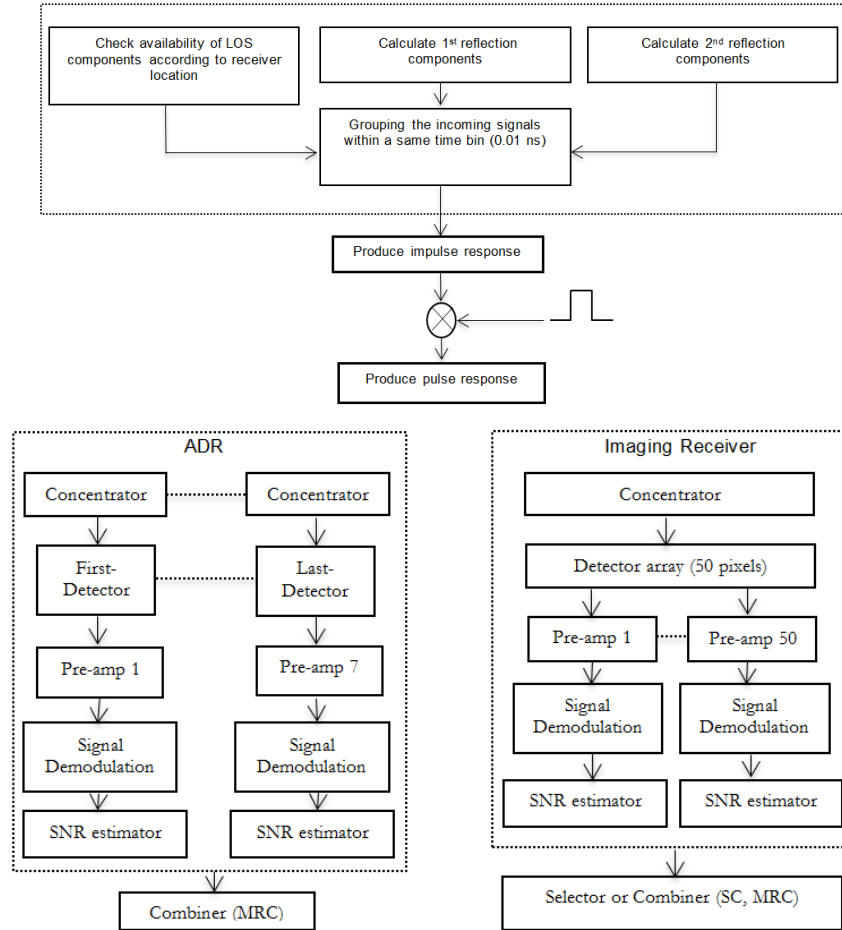 Check availability of LOS
components according to receiver
location
Calculate 1st reflection
components
Calculate 2nd reflection
components
Grouping the incoming signals
within a same time bin (0.01 ns)
Produce impulse response
Produce pulse response
ADR
Concentrator
Concentrator
First-
Detector
Last-
Detector
Pre-amp 1
Pre-amp 7
Signal
Demodulation
Signal
Demodulation
SNR estimator
SNR estimator
Combiner (MRC)
Imaging Receiver
Concentrator
Detector array (50 pixels)
Pre-amp 1
Pre-amp 50
Signal
Demodulation
Signal
Demodulation
SNR estimator
SNR estimator
Selector or Combiner (SC, MRC)